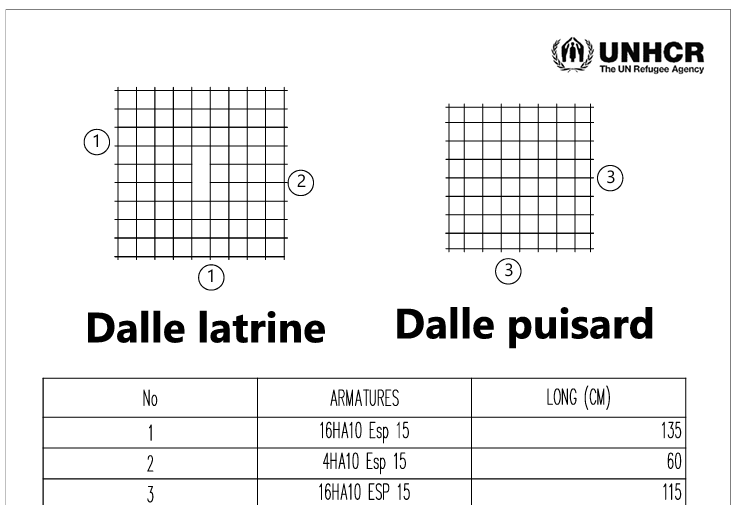 UNHCR
The UN Refugee Agency
1
2
1
3
3
Dalle latrine
Dalle puisard
No ARMATURES LONG (CM)
1 16HA10 Esp 15 135
2 4HA10 Esp 15 60
3 16HA10 ESP 15 115